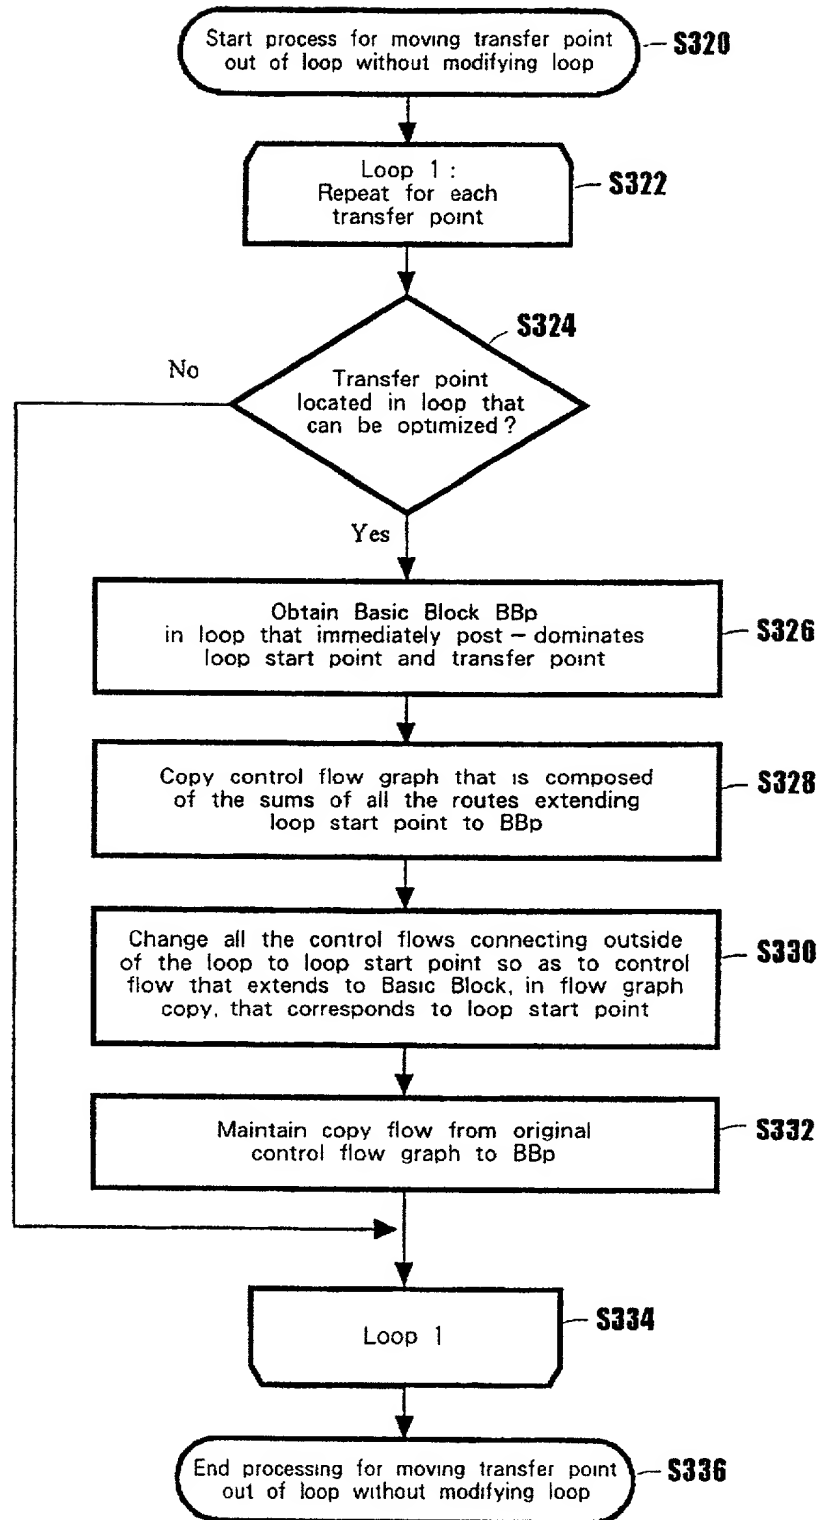 Start process for moving transfer point
out of loop without modifying loop
S320
Loop 1 :
Repeat for each
transfer point
S322
S324
No
Transfer point
located in loop that
can be optimized ?
Yes
Obtain Basic Block BBp
in loop that immediately post – dominates
loop start point and transfer point
S326
Copy control flow graph that is composed
of the sums of all the routes extending
loop start point to BBp
S328
Change all the control flows connecting outside
of the loop to loop start point so as to control
flow that extends to Basic Block, in flow graph
copy, that corresponds to loop start point
S330
Maintain copy flow from original
control flow graph to BBp
S332
Loop 1
S334
End processing for moving transfer point
out of loop without modifying loop
S336